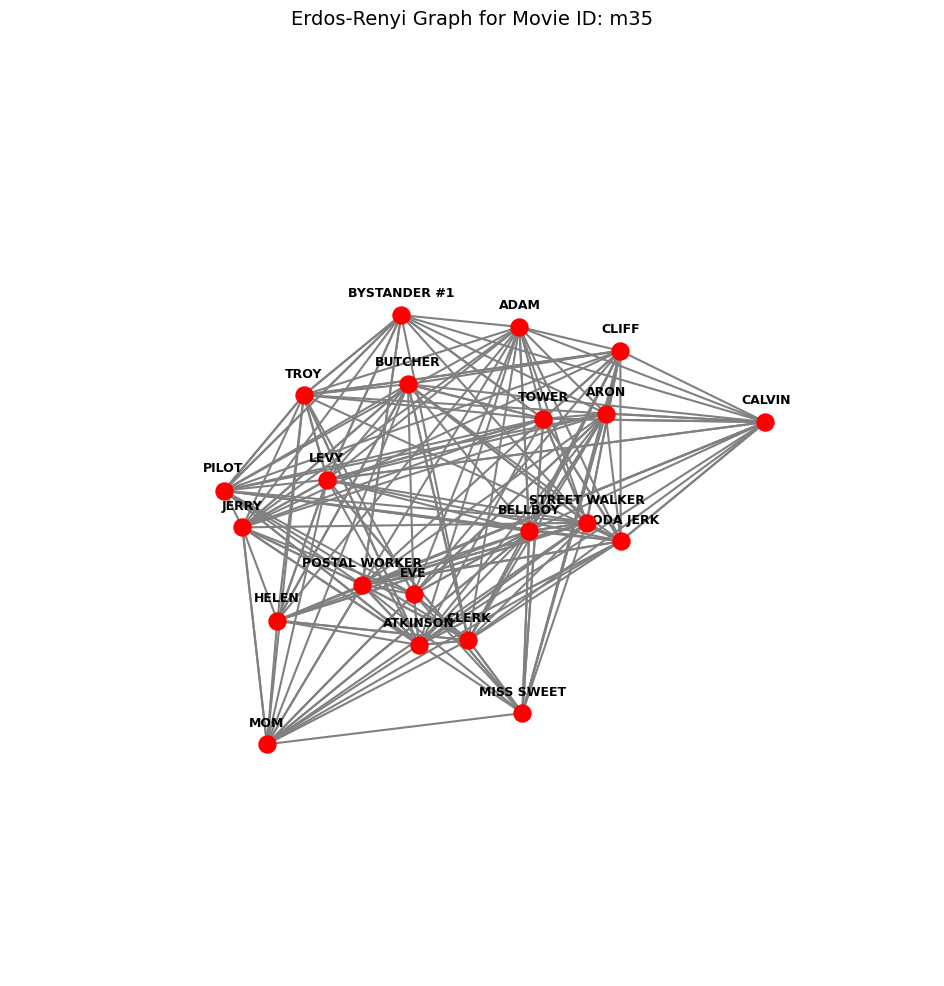 Erdos-Renyi Graph for Movie ID: m35
BYSTANDER #1
ADAM
CLIFF
BUTCHER
TROY
ARON
TOWER
CALVIN
LEVY
PILOT
STREET WALKER
JERRY
BELLBOY
ODA JERK
POSTAL WORKER
EVE
HELEN
CLERK
ATKINSON
MISS SWEET
MOM